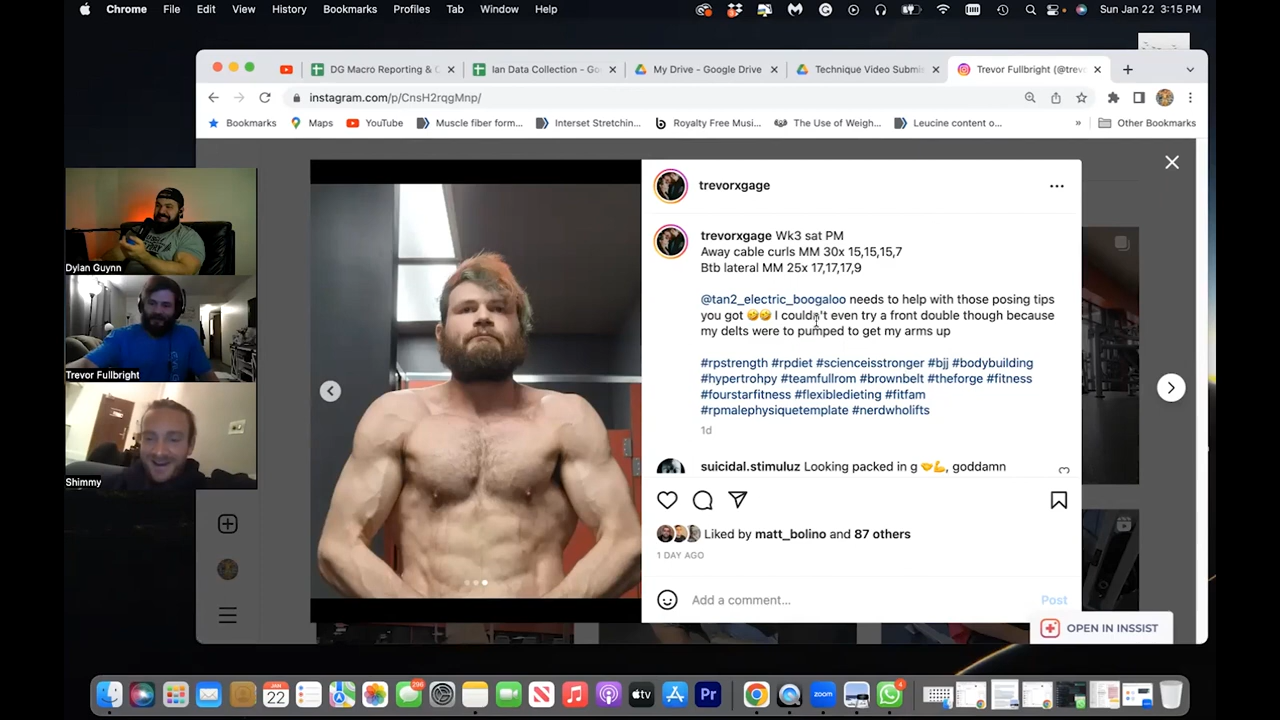 Chrome File Edit View History Bookmarks Profiles Tab Window Help Sun Jan 22 3:15 PM
DG Macro Reporting & C Ian Data Collection - Go My Drive - Google Drive Technique Video Submis Trevor Fullbright (@trev
instagram.com/p/CnsH2rqgMnp/
Bookmarks Maps YouTube Muscle fiber form... Interset Stretchin... Royalty Free Musi... The Use of Weigh... Leucine content o... » Other Bookmarks
trevorxgage
trevorxgage Wk3 sat PM
Away cable curls MM 30x 15,15,15,7
Btb lateral MM 25x 17,17,17,9
@tan2_electric_boogaloo needs to help with those posing tips
you got 🤣🤣 I couldn't even try a front double though because
my delts were to pumped to get my arms up
#rpstrength #rpdiet #scienceisstronger #bjj #bodybuilding
#hypertrohpy #teamfullrom #brownbelt #theforge #fitness
#fourstarfitness #flexibledieting #fitfam
#rpmalephysiquetemplate #nerdwholifts
1d
suicidal.stimuluz Looking packed in g 🤝💪, goddamn
Liked by matt_bolino and 87 others
1 DAY AGO
Add a comment... Post
OPEN IN INSSIST
Dylan Guynn
Trevor Fullbright
Shimmy
JAN
22
296
tv
Pr
zoom
4